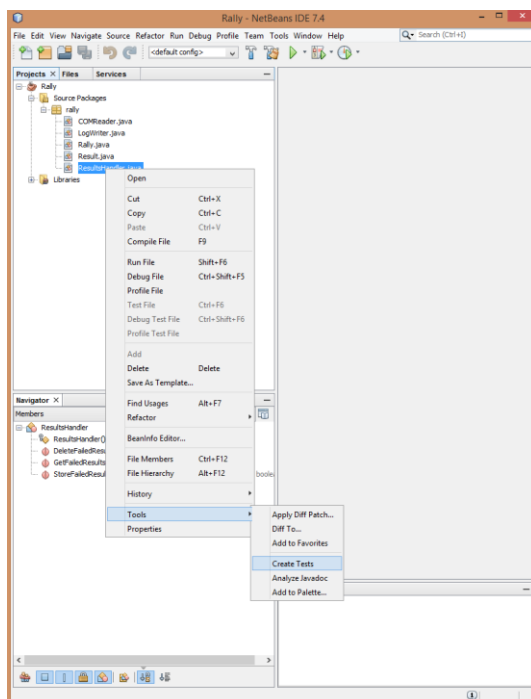 Rally - NetBeans IDE 7.4
File Edit View Navigate Source Refactor Run Debug Profile Team Tools Window Help
Search (Ctrl+I)
<default config>
Projects Files Services
Rally
Source Packages
rally
COMReader.java
LogWriter.java
Rally.java
Result.java
ResultsHandler.java
Libraries
Open
Cut Ctrl+X
Copy Ctrl+C
Paste Ctrl+V
Compile File F9
Run File Shift+F6
Debug File Ctrl+Shift+F5
Profile File
Test File Ctrl+F6
Debug Test File Ctrl+Shift+F6
Profile Test File
Add
Delete Delete
Save As Template...
Find Usages Alt+F7
Refactor
BeanInfo Editor...
File Members Ctrl+F12
File Hierarchy Alt+F12
History
Tools
Properties
Navigator
Members
ResultsHandler
ResultsHandler()
DeleteFailedResu
GetFailedResults
StoreFailedResul
boolea
Apply Diff Patch...
Diff To...
Add to Favorites
Create Tests
Analyze Javadoc
Add to Palette...